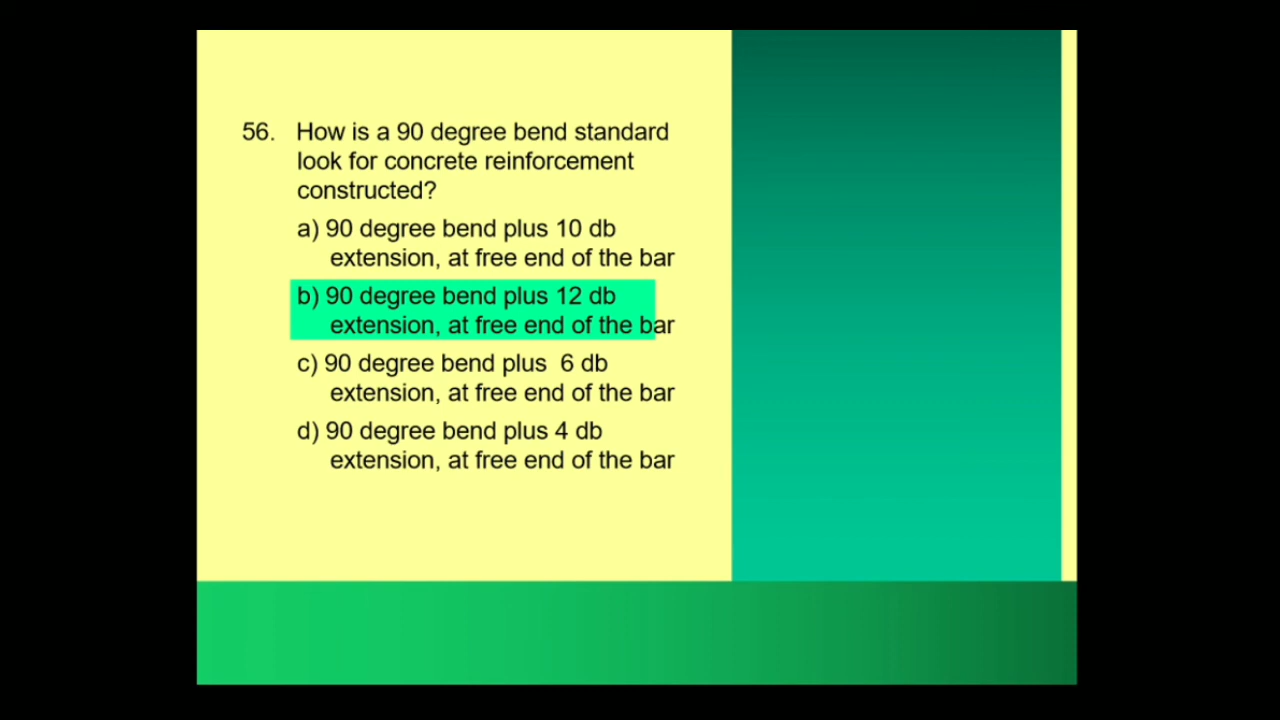 56. How is a 90 degree bend standard
look for concrete reinforcement
constructed?
a) 90 degree bend plus 10 db
extension, at free end of the bar
b) 90 degree bend plus 12 db
extension, at free end of the bar
c) 90 degree bend plus 6 db
extension, at free end of the bar
d) 90 degree bend plus 4 db
extension, at free end of the bar